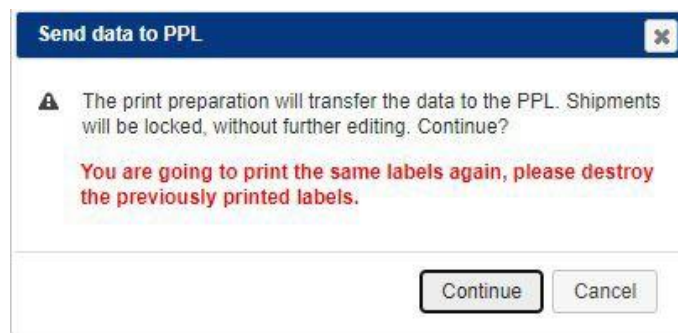 Send data to PPL
The print preparation will transfer the data to the PPL. Shipments
will be locked, without further editing. Continue?
You are going to print the same labels again, please destroy
the previously printed labels.
Continue
Cancel